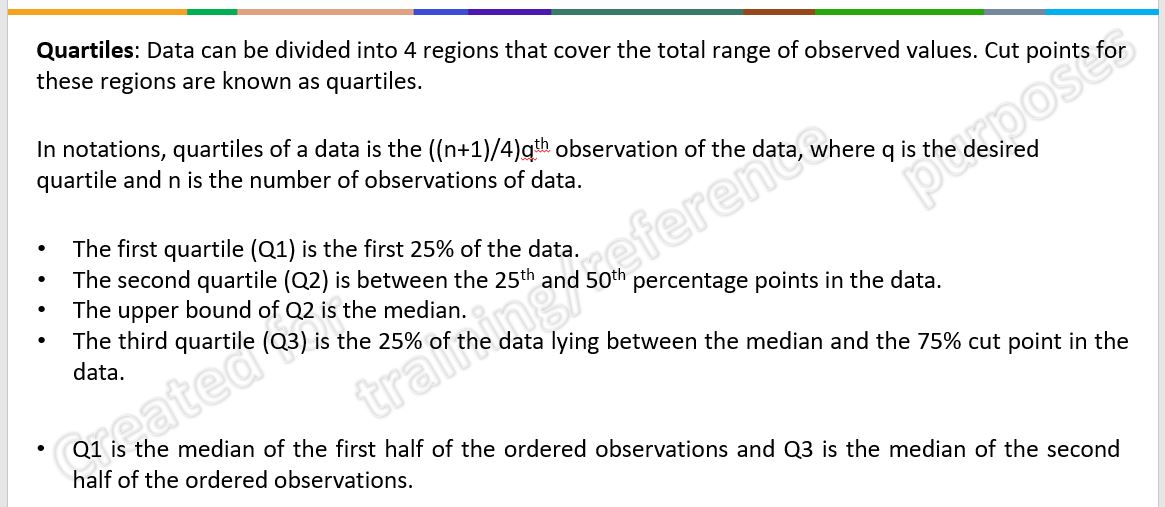 Quartiles: Data can be divided into 4 regions that cover the total range of observed values. Cut points for
these regions are known as quartiles.
In notations, quartiles of a data is the ((n+1)/4)qth observation of the data, where q is the desired
quartile and n is the number of observations of data.
• The first quartile (Q1) is the first 25% of the data.
• The second quartile (Q2) is between the 25th and 50th percentage points in the data.
• The upper bound of Q2 is the median.
• The third quartile (Q3) is the 25% of the data lying between the median and the 75% cut point in the
data.
• Q1 is the median of the first half of the ordered observations and Q3 is the median of the second
half of the ordered observations.
Created for
training/reference
purposes